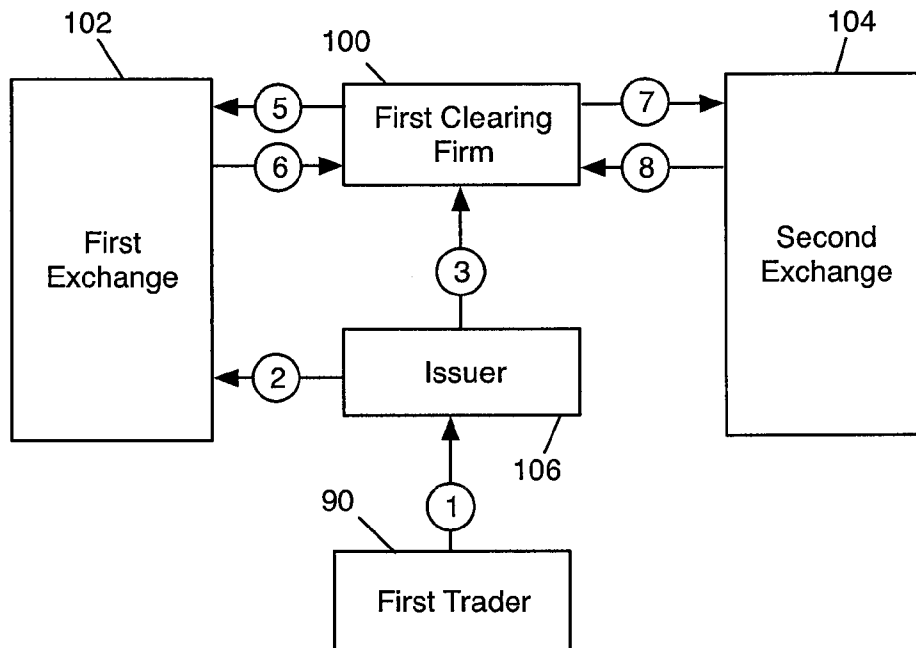 102
100
104
5
7
First Clearing
Firm
6
8
First
Exchange
Second
Exchange
3
2
Issuer
106
1
90
First Trader